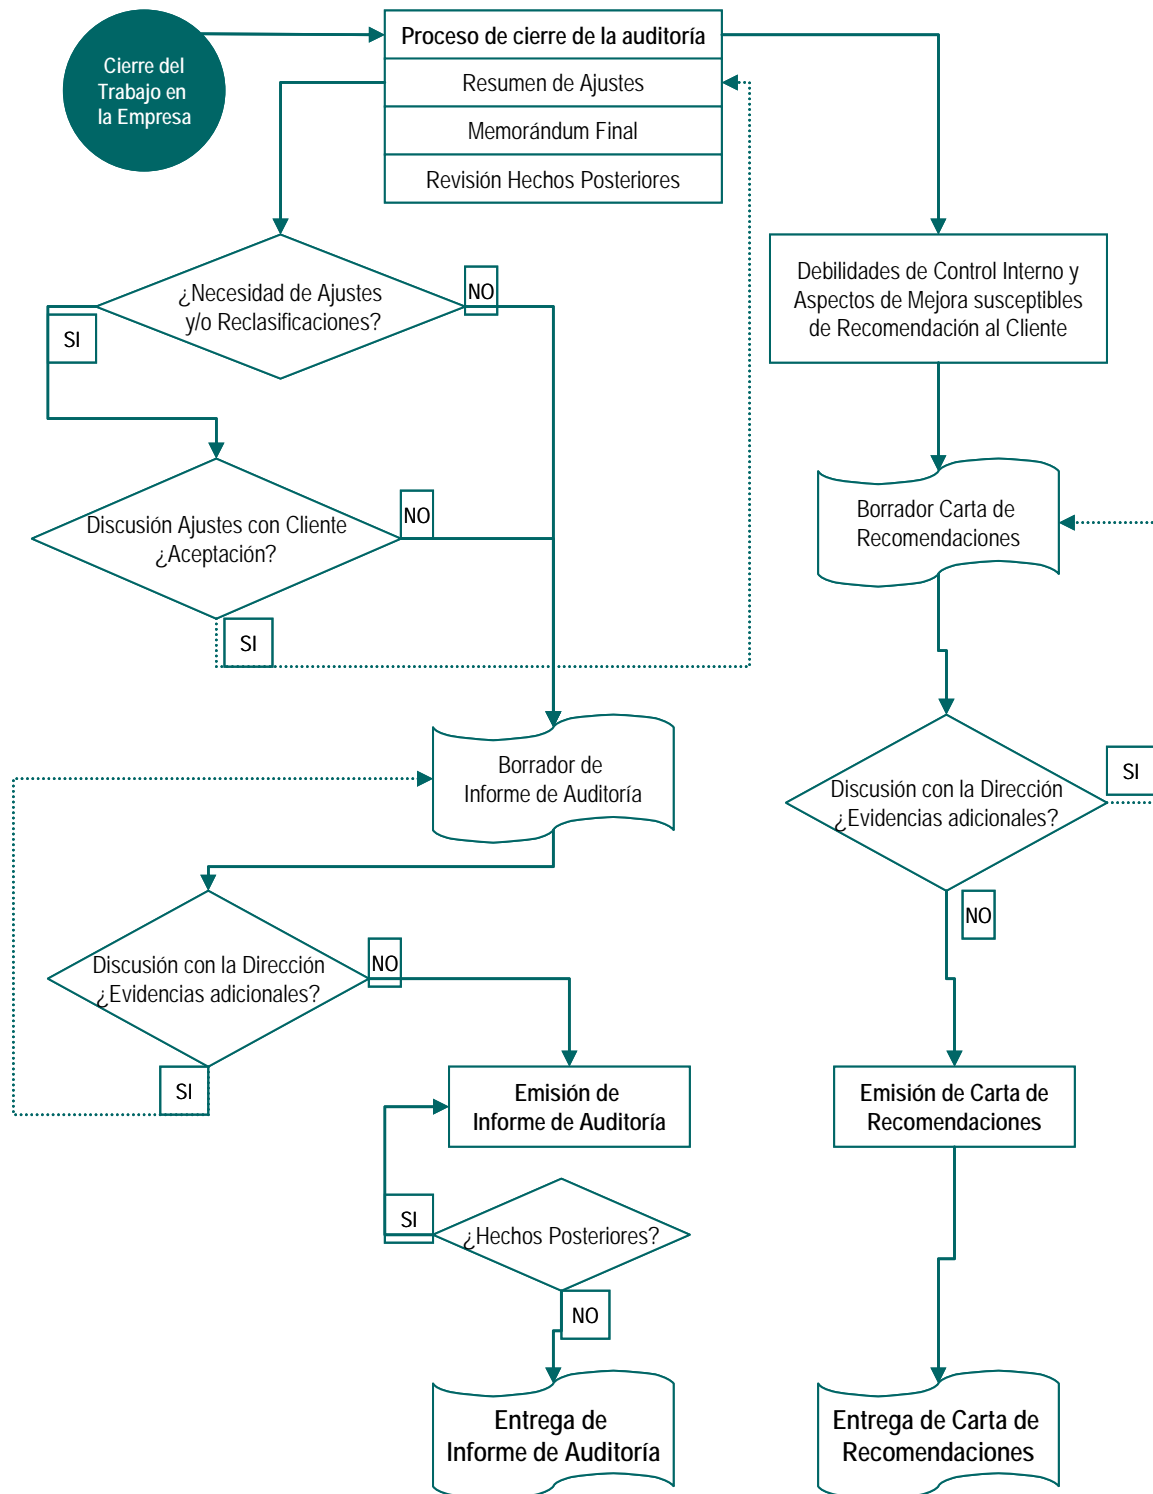 Cierre del
Trabajo en
la Empresa
Proceso de cierre de la auditoría
Resumen de Ajustes
Memorándum Final
Revisión Hechos Posteriores
¿Necesidad de Ajustes
y/o Reclasificaciones?
NO
SI
Debilidades de Control Interno y
Aspectos de Mejora susceptibles
de Recomendación al Cliente
Discusión Ajustes con Cliente
¿Aceptación?
NO
SI
Borrador Carta de
Recomendaciones
Borrador de
Informe de Auditoría
Discusión con la Dirección
¿Evidencias adicionales?
SI
NO
Discusión con la Dirección
¿Evidencias adicionales?
NO
SI
Emisión de
Informe de Auditoría
Emisión de Carta de
Recomendaciones
¿Hechos Posteriores?
SI
NO
Entrega de
Informe de Auditoría
Entrega de Carta de
Recomendaciones